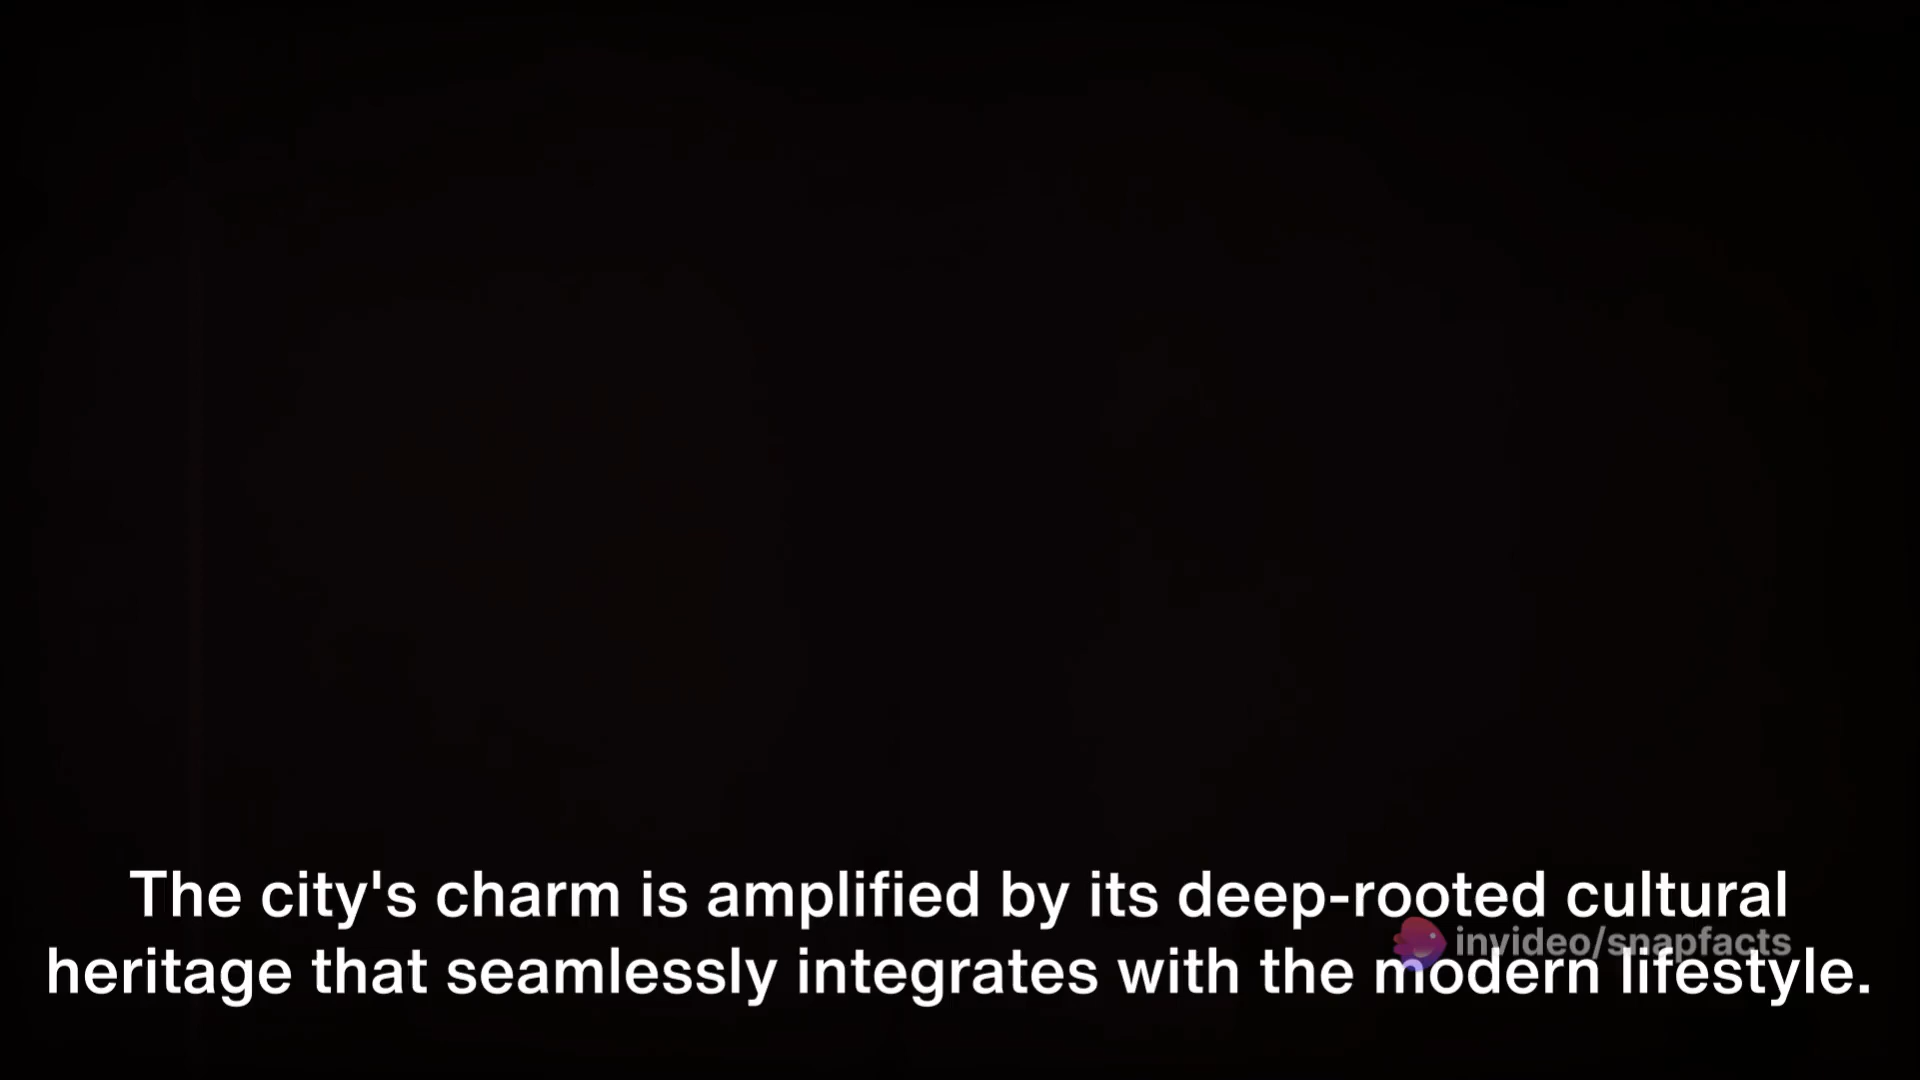 The city's charm is amplified by its deep-rooted cultural
invideo/snapfacts
heritage that seamlessly integrates with the modern lifestyle.